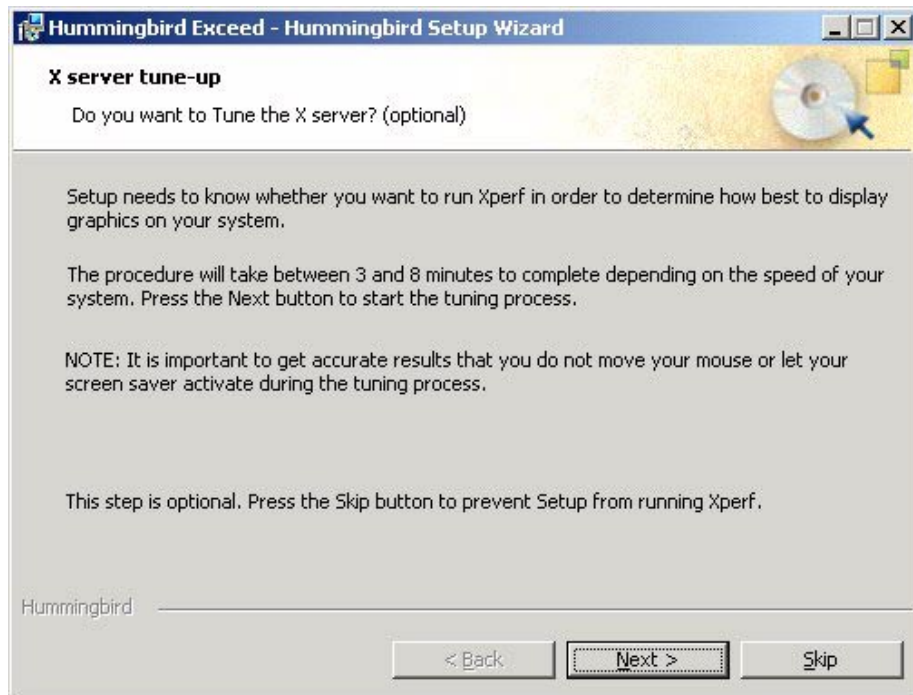 Hummingbird Exceed - Hummingbird Setup Wizard
X server tune-up
Do you want to Tune the X server? (optional)
Setup needs to know whether you want to run Xperf in order to determine how best to display
graphics on your system.
The procedure will take between 3 and 8 minutes to complete depending on the speed of your
system. Press the Next button to start the tuning process.
NOTE: It is important to get accurate results that you do not move your mouse or let your
screen saver activate during the tuning process.
This step is optional. Press the Skip button to prevent Setup from running Xperf.
Hummingbird
< Back Next > Skip